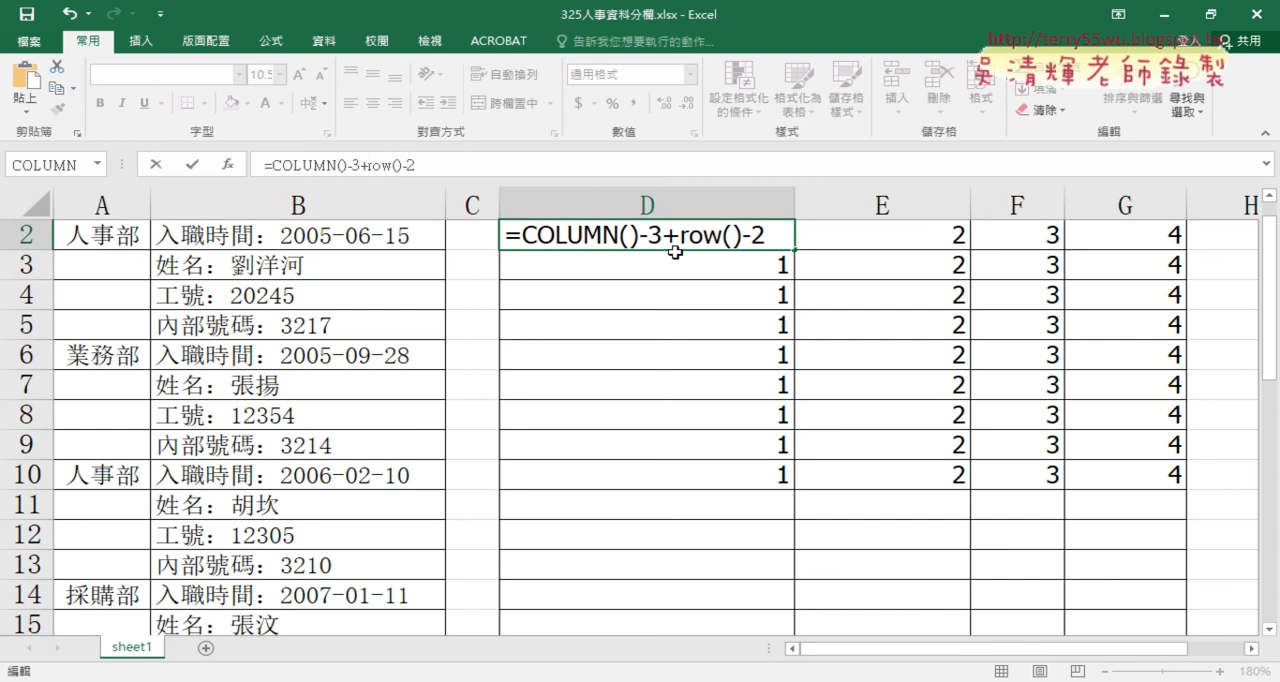 325人事資料分欄.xlsx - Excel
檔案 常用 插入 版面配置 公式 資料 校閱 檢視 ACROBAT 告訴我您想要執行的動作... 登入 共用
http://terry55wu.blogspot.tw
吳清輝老師錄製
貼上 10.5 自動換列 跨欄置中 通用格式 設定格式化的條件 格式化為表格 儲存格樣式 插入 刪除 格式 填滿 清除 排序與篩選 尋找與選取
剪貼簿 字型 對齊方式 數值 樣式 儲存格 編輯
COLUMN =COLUMN()-3+row()-2
A B C D E F G H
2 人事部 入職時間：2005-06-15 =COLUMN()-3+row()-2 2 3 4
3 姓名：劉洋河 1 2 3 4
4 工號：20245 1 2 3 4
5 內部號碼：3217 1 2 3 4
6 業務部 入職時間：2005-09-28 1 2 3 4
7 姓名：張揚 1 2 3 4
8 工號：12354 1 2 3 4
9 內部號碼：3214 1 2 3 4
10 人事部 入職時間：2006-02-10 1 2 3 4
11 姓名：胡坎
12 工號：12305
13 內部號碼：3210
14 採購部 入職時間：2007-01-11
15 姓名：張汶
sheet1
編輯 180%